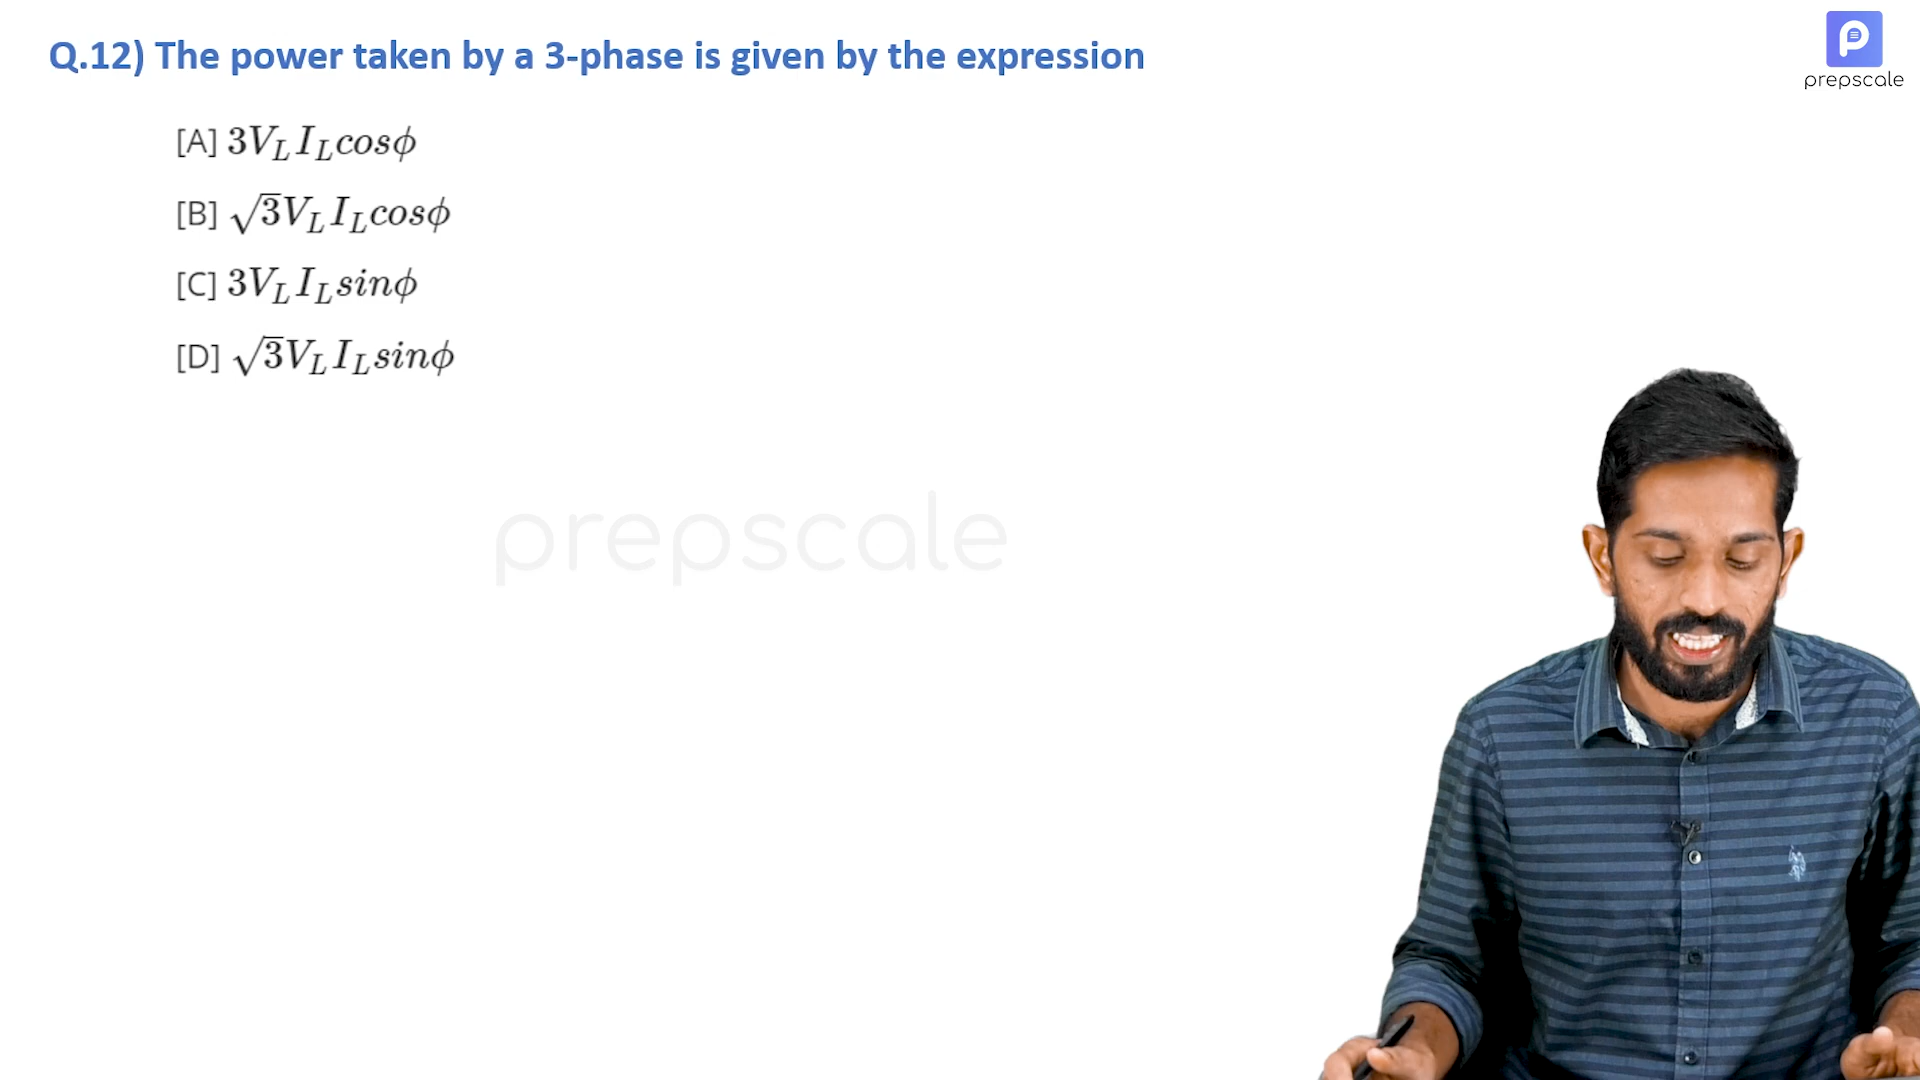 Q.12) The power taken by a 3-phase is given by the expression
P
prepscale
[A] 3V_L I_L cosϕ
[B] √3V_L I_L cosϕ
[C] 3V_L I_L sinϕ
[D] √3V_L I_L sinϕ
prepscale